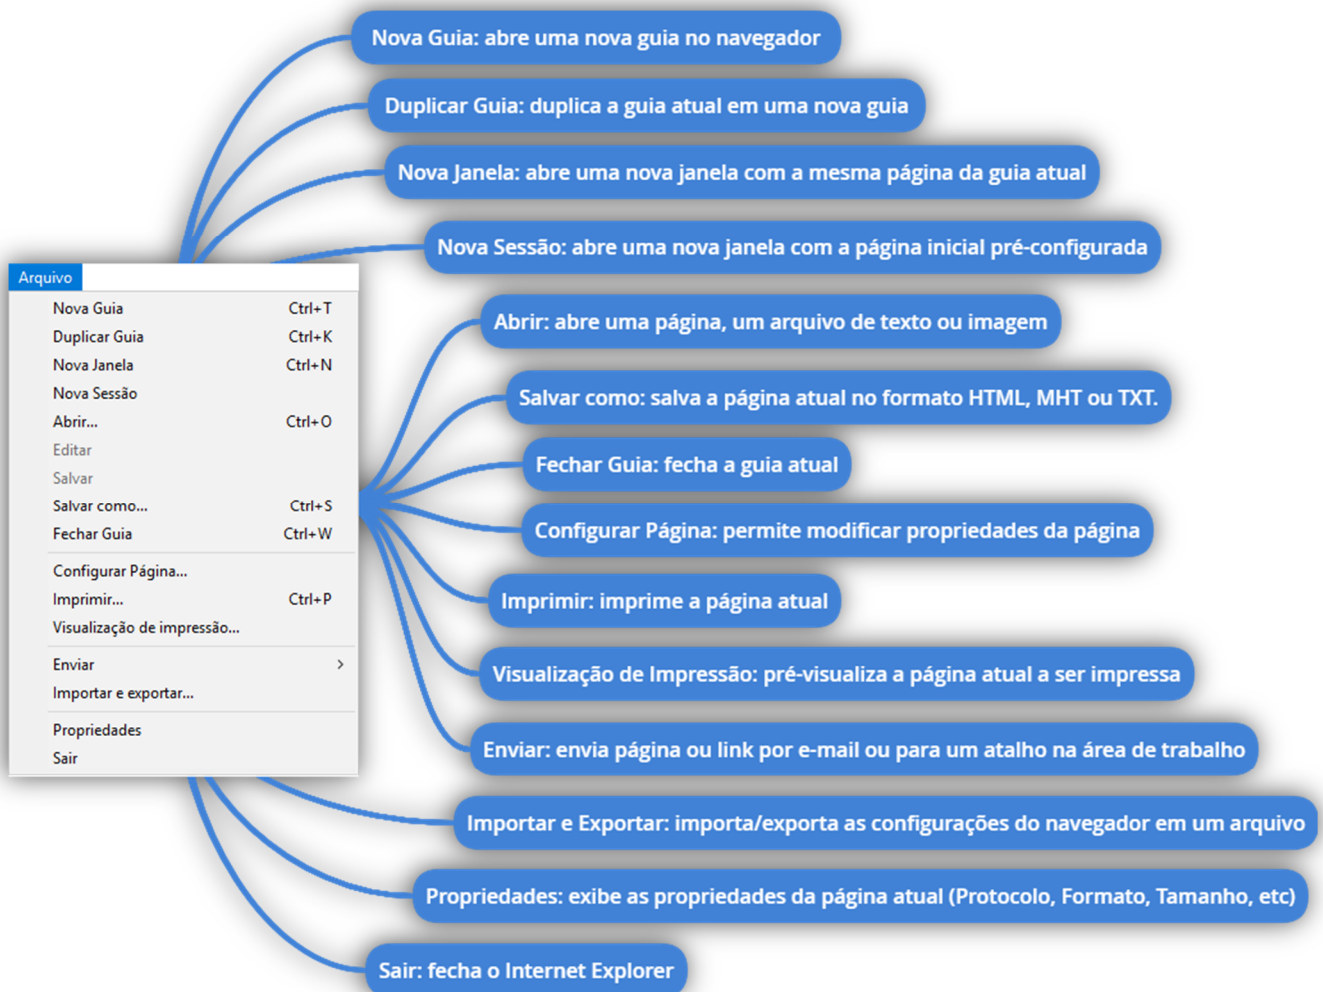 Nova Guia: abre uma nova guia no navegador
Duplicar Guia: duplica a guia atual em uma nova guia
Nova Janela: abre uma nova janela com a mesma página da guia atual
Nova Sessão: abre uma nova janela com a página inicial pré-configurada
Arquivo
Nova Guia Ctrl+T
Duplicar Guia Ctrl+K
Nova Janela Ctrl+N
Nova Sessão
Abrir... Ctrl+O
Editar
Salvar
Salvar como... Ctrl+S
Fechar Guia Ctrl+W
Configurar Página...
Imprimir... Ctrl+P
Visualização de impressão...
Enviar >
Importar e exportar...
Propriedades
Sair
Abrir: abre uma página, um arquivo de texto ou imagem
Salvar como: salva a página atual no formato HTML, MHT ou TXT.
Fechar Guia: fecha a guia atual
Configurar Página: permite modificar propriedades da página
Imprimir: imprime a página atual
Visualização de Impressão: pré-visualiza a página atual a ser impressa
Enviar: envia página ou link por e-mail ou para um atalho na área de trabalho
Importar e Exportar: importa/exporta as configurações do navegador em um arquivo
Propriedades: exibe as propriedades da página atual (Protocolo, Formato, Tamanho, etc)
Sair: fecha o Internet Explorer